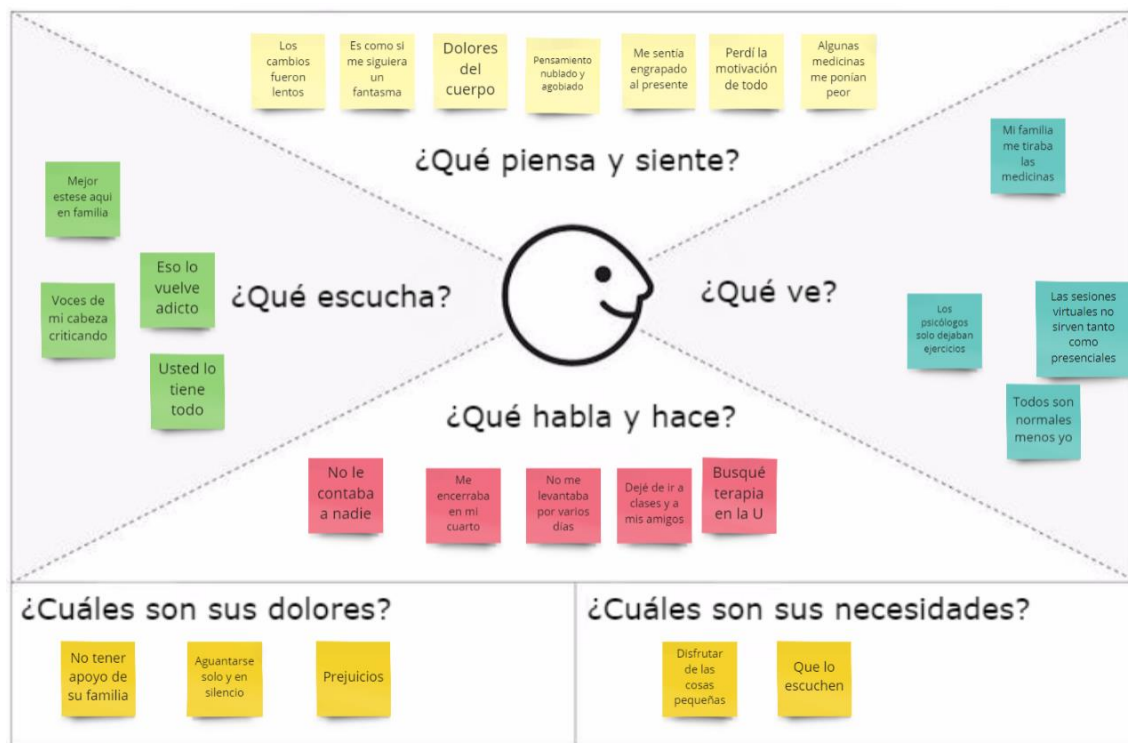 Los
cambios
fueron
lentos
Es como si
me siguiera
un
fantasma
Dolores
del
cuerpo
Pensamiento
nublado y
agobiado
Me sentía
engrapado
al presente
Perdí la
motivación
de todo
Algunas
medicinas
me ponían
peor
¿Qué piensa y siente?
Mejor
estese aqui
en familia
Eso lo
vuelve
adicto
Voces de
mi cabeza
criticando
Usted lo
tiene
todo
¿Qué escucha?
¿Qué ve?
Mi familia
me tiraba
las
medicinas
Los
psicólogos
solo dejaban
ejercicios
Las sesiones
virtuales no
sirven tanto
como
presenciales
Todos son
normales
menos yo
¿Qué habla y hace?
No le
contaba
a nadie
Me
encerraba
en mi
cuarto
No me
levantaba
por varios
días
Dejé de ir a
clases y a
mis amigos
Busqué
terapia
en la U
¿Cuáles son sus dolores?
No tener
apoyo de
su familia
Aguantarse
solo y en
silencio
Prejuicios
¿Cuáles son sus necesidades?
Disfrutar
de las
cosas
pequeñas
Que lo
escuchen